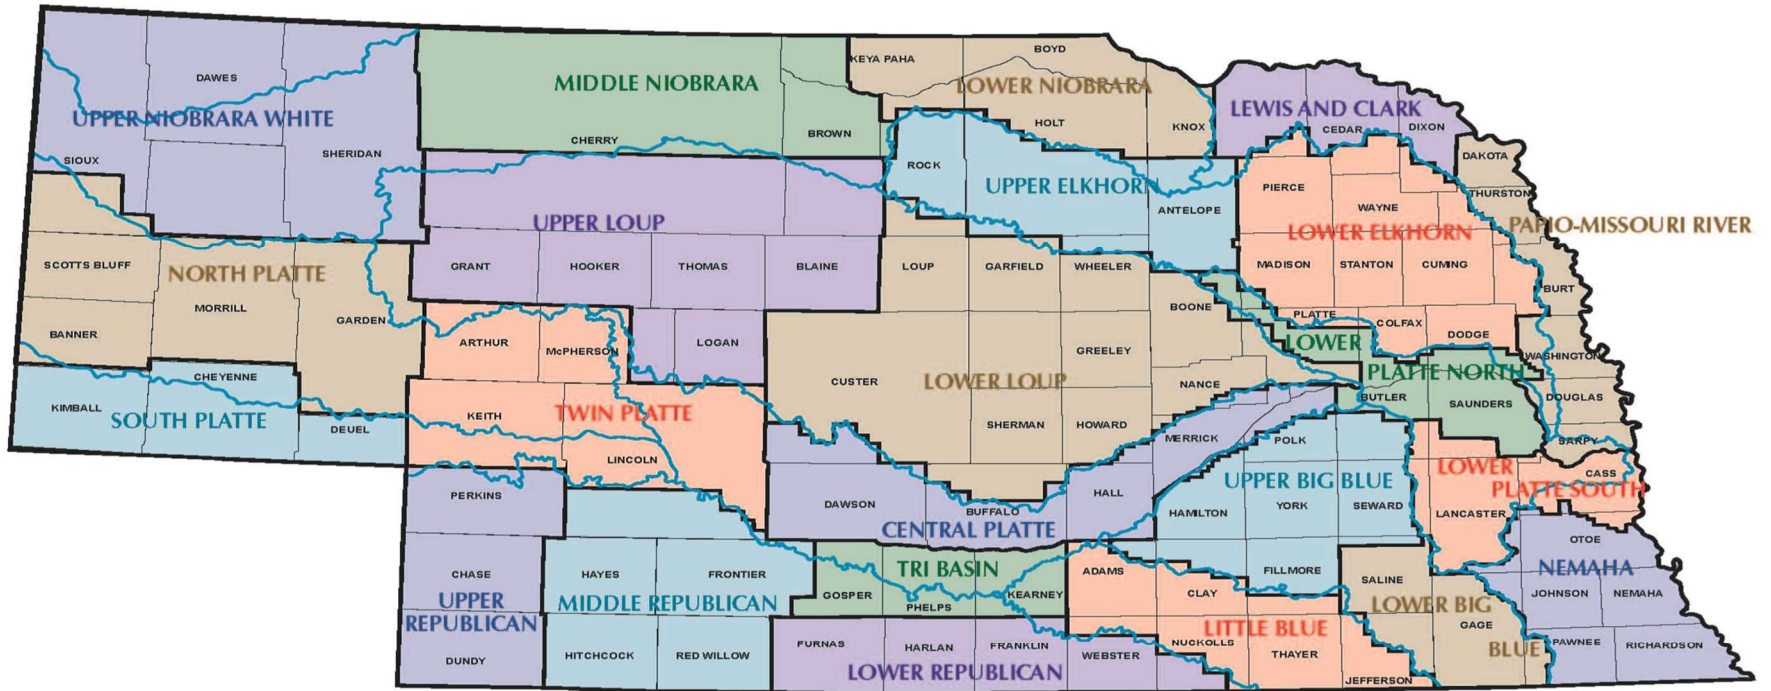 BOYD
KEYA PAHA
DAWES
MIDDLE NIOBRARA
LOWER NIOBRARA
LEWIS AND CLARK
UPPER NIOBRARA WHITE
HOLT
KNOX
CEDAR
DIXON
CHERRY
BROWN
SHERIDAN
SIOUX
DAKOTA
ROCK
UPPER ELKHORN
PIERCE
THURSTON
ANTELOPE
WAYNE
UPPER LOUP
LOWER ELKHORN
PAPIO-MISSOURI RIVER
SCOTTS BLUFF
NORTH PLATTE
GRANT
HOOKER
THOMAS
BLAINE
LOUP
GARFIELD
WHEELER
MADISON
STANTON
CUMING
BURT
MORRILL
GARDEN
BOONE
PLATTE
COLFAX
BANNER
ARTHUR
McPHERSON
LOGAN
GREELEY
LOWER
DODGE
WASHINGTON
CHEYENNE
CUSTER
LOWER LOUP
NANCE
PLATTE NORTH
BUTLER
SAUNDERS
DOUGLAS
KIMBALL
SOUTH PLATTE
DEUEL
KEITH
TWIN PLATTE
SHERMAN
HOWARD
MERRICK
POLK
SARPY
LINCOLN
LOWER
CASS
PLATTE SOUTH
PERKINS
DAWSON
BUFFALO
HALL
UPPER BIG BLUE
HAMILTON
YORK
SEWARD
LANCASTER
CENTRAL PLATTE
OTOE
CHASE
HAYES
FRONTIER
TRI BASIN
ADAMS
FILLMORE
SALINE
NEMAHA
GOSPER
PHELPS
KEARNEY
CLAY
JOHNSON
NEMAHA
UPPER
REPUBLICAN
MIDDLE REPUBLICAN
LOWER BIG
BLUE
GAGE
LITTLE BLUE
DUNDY
HITCHCOCK
RED WILLOW
FURNAS
HARLAN
FRANKLIN
WEBSTER
NUCKOLLS
THAYER
JEFFERSON
PAWNEE
RICHARDSON
LOWER REPUBLICAN